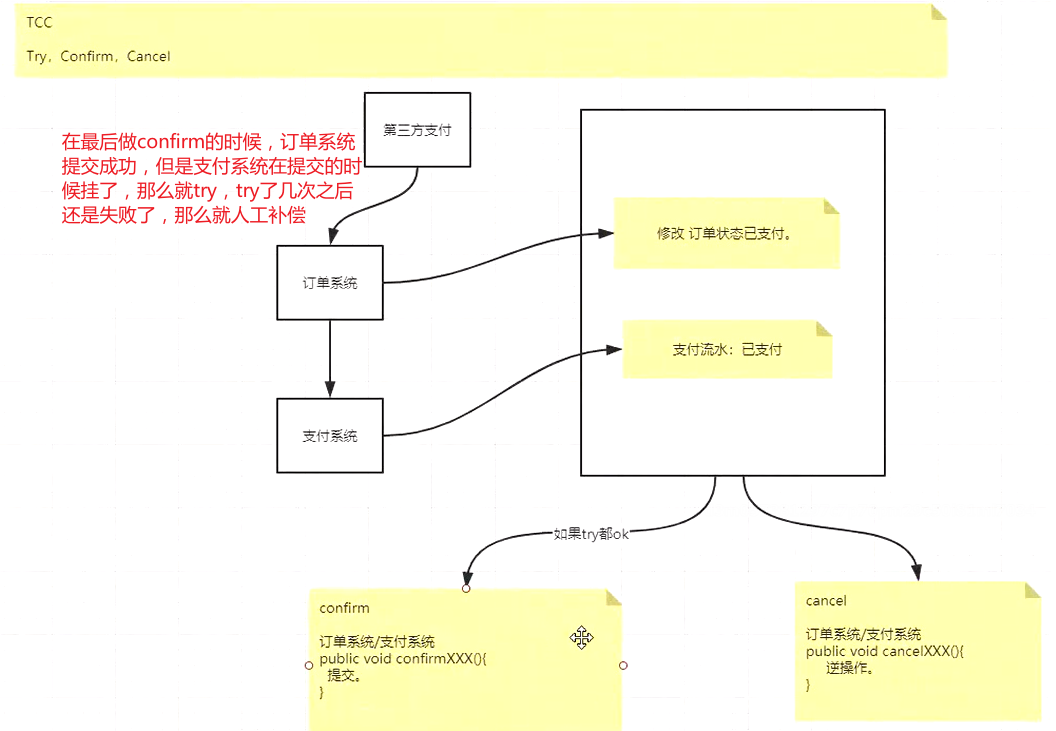 TCC
Try，Confirm，Cancel
第三方支付
在最后做confirm的时候，订单系统
提交成功，但是支付系统在提交的时
候挂了，那么就try，try了几次之后
还是失败了，那么就人工补偿
修改 订单状态已支付。
订单系统
支付流水：已支付
支付系统
如果try都ok
confirm
订单系统/支付系统
public void confirmXXX(){
提交。
}
cancel
订单系统/支付系统
public void cancelXXX(){
逆操作。
}